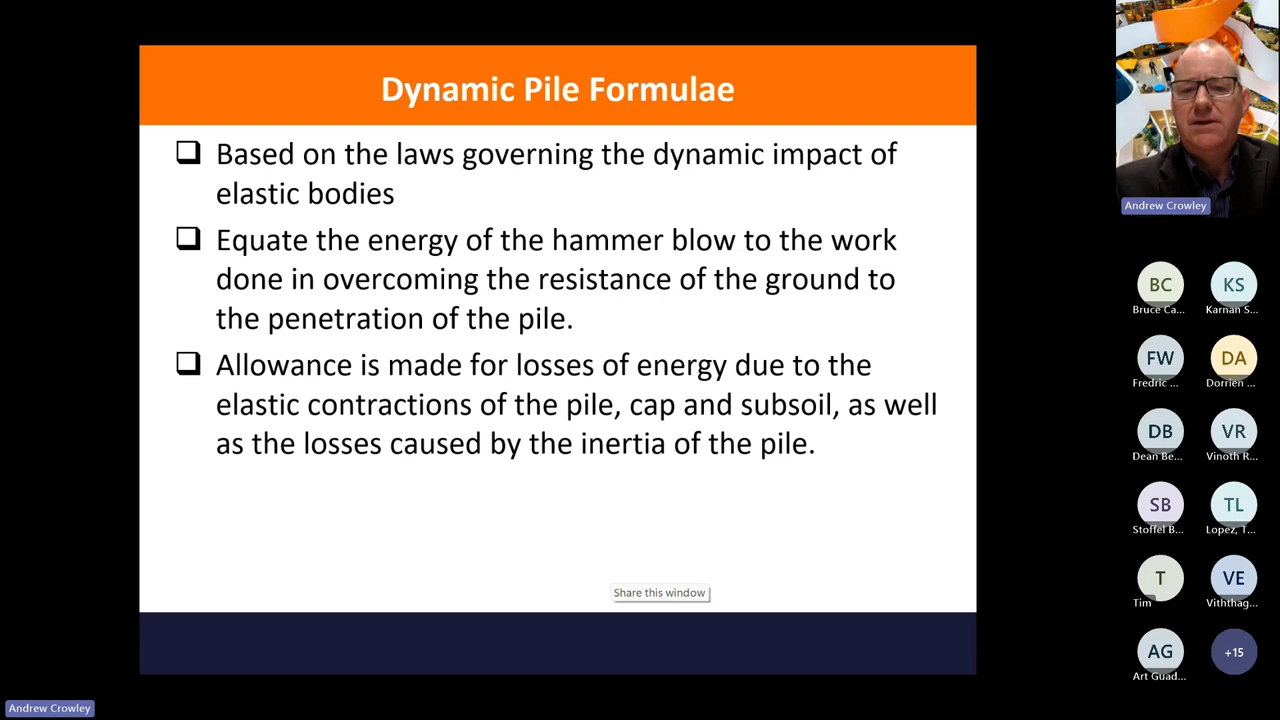 Dynamic Pile Formulae
Based on the laws governing the dynamic impact of
elastic bodies
Equate the energy of the hammer blow to the work
done in overcoming the resistance of the ground to
the penetration of the pile.
Allowance is made for losses of energy due to the
elastic contractions of the pile, cap and subsoil, as well
as the losses caused by the inertia of the pile.
Share this window
Andrew Crowley
BC
KS
Bruce Ca...
Karnan S...
FW
DA
Fredric ...
Dorrien ...
DB
VR
Dean Be...
Vinoth R...
SB
TL
Stoffel B...
Lopez, T...
T
VE
Tim
Viththag...
AG
+15
Art Guad...
Andrew Crowley